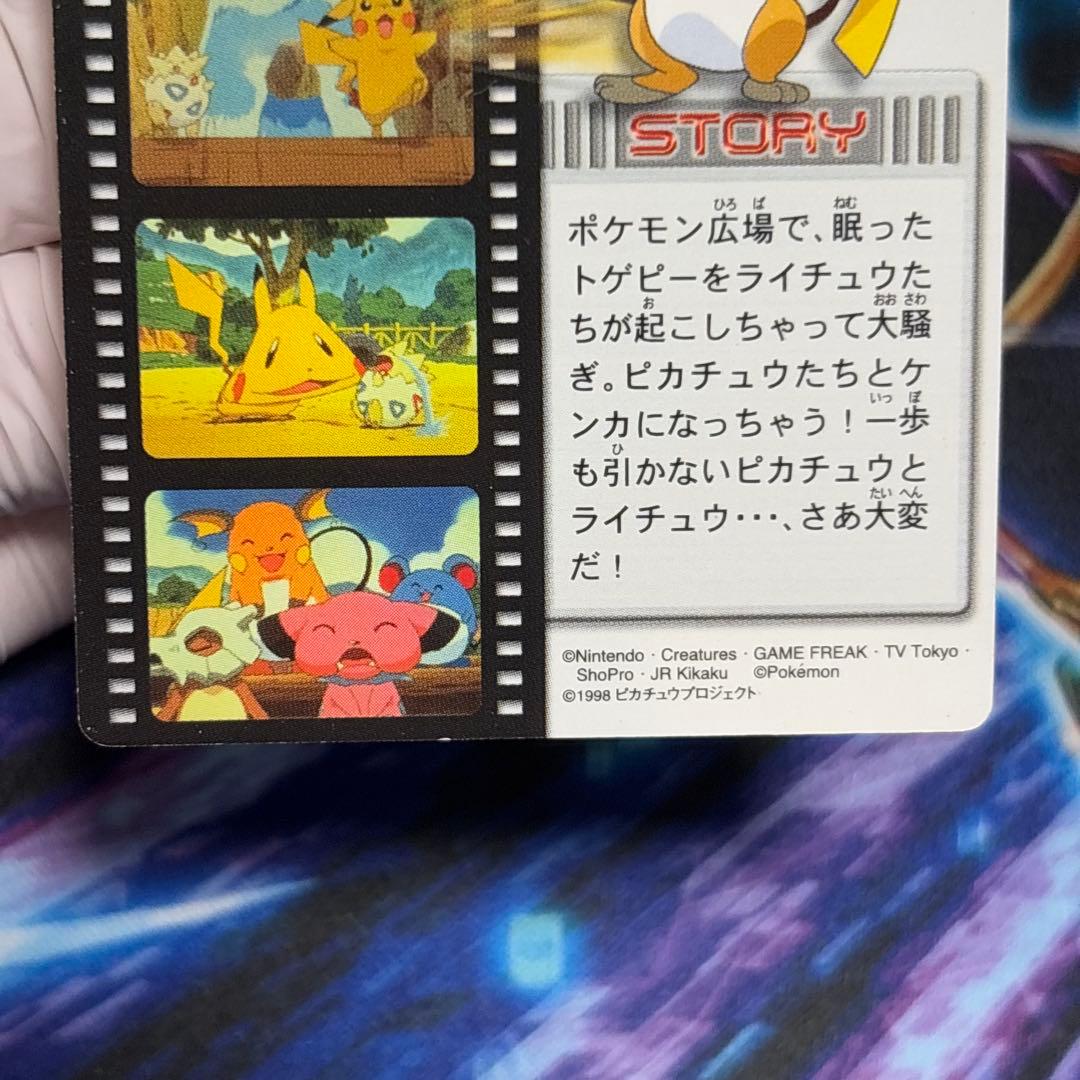 STORY
ポケモン広場で、眠った
トゲピーをライチュウた
ちが起こしちゃって大騒
ぎ。ピカチュウたちとケ
ンカになっちゃう！一歩
も引かないピカチュウと
ライチュウ･･･、さあ大変
だ！
©Nintendo · Creatures · GAME FREAK · TV Tokyo ·
ShoPro · JR Kikaku ©Pokémon
©1998 ピカチュウプロジェクト